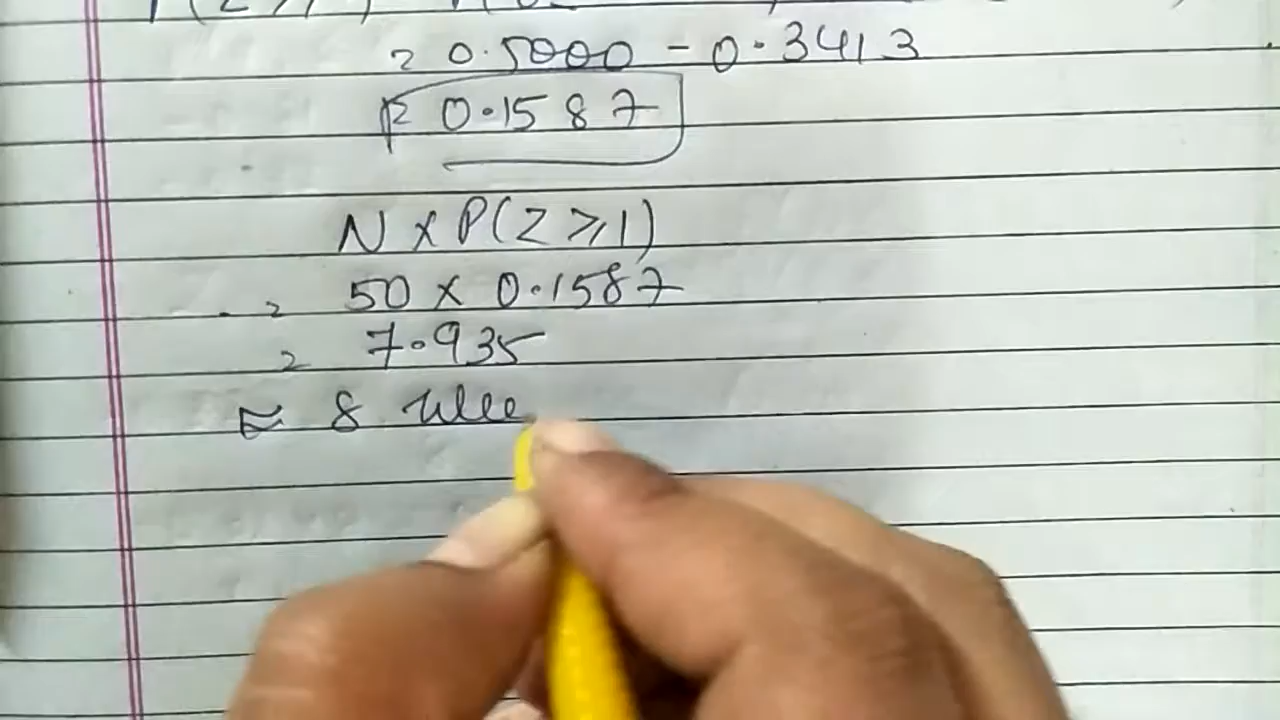 = 0.5000 - 0.3413
= 0.1587
N x P(Z ≥ 1)
= 50 x 0.1587
= 7.935
≈ 8